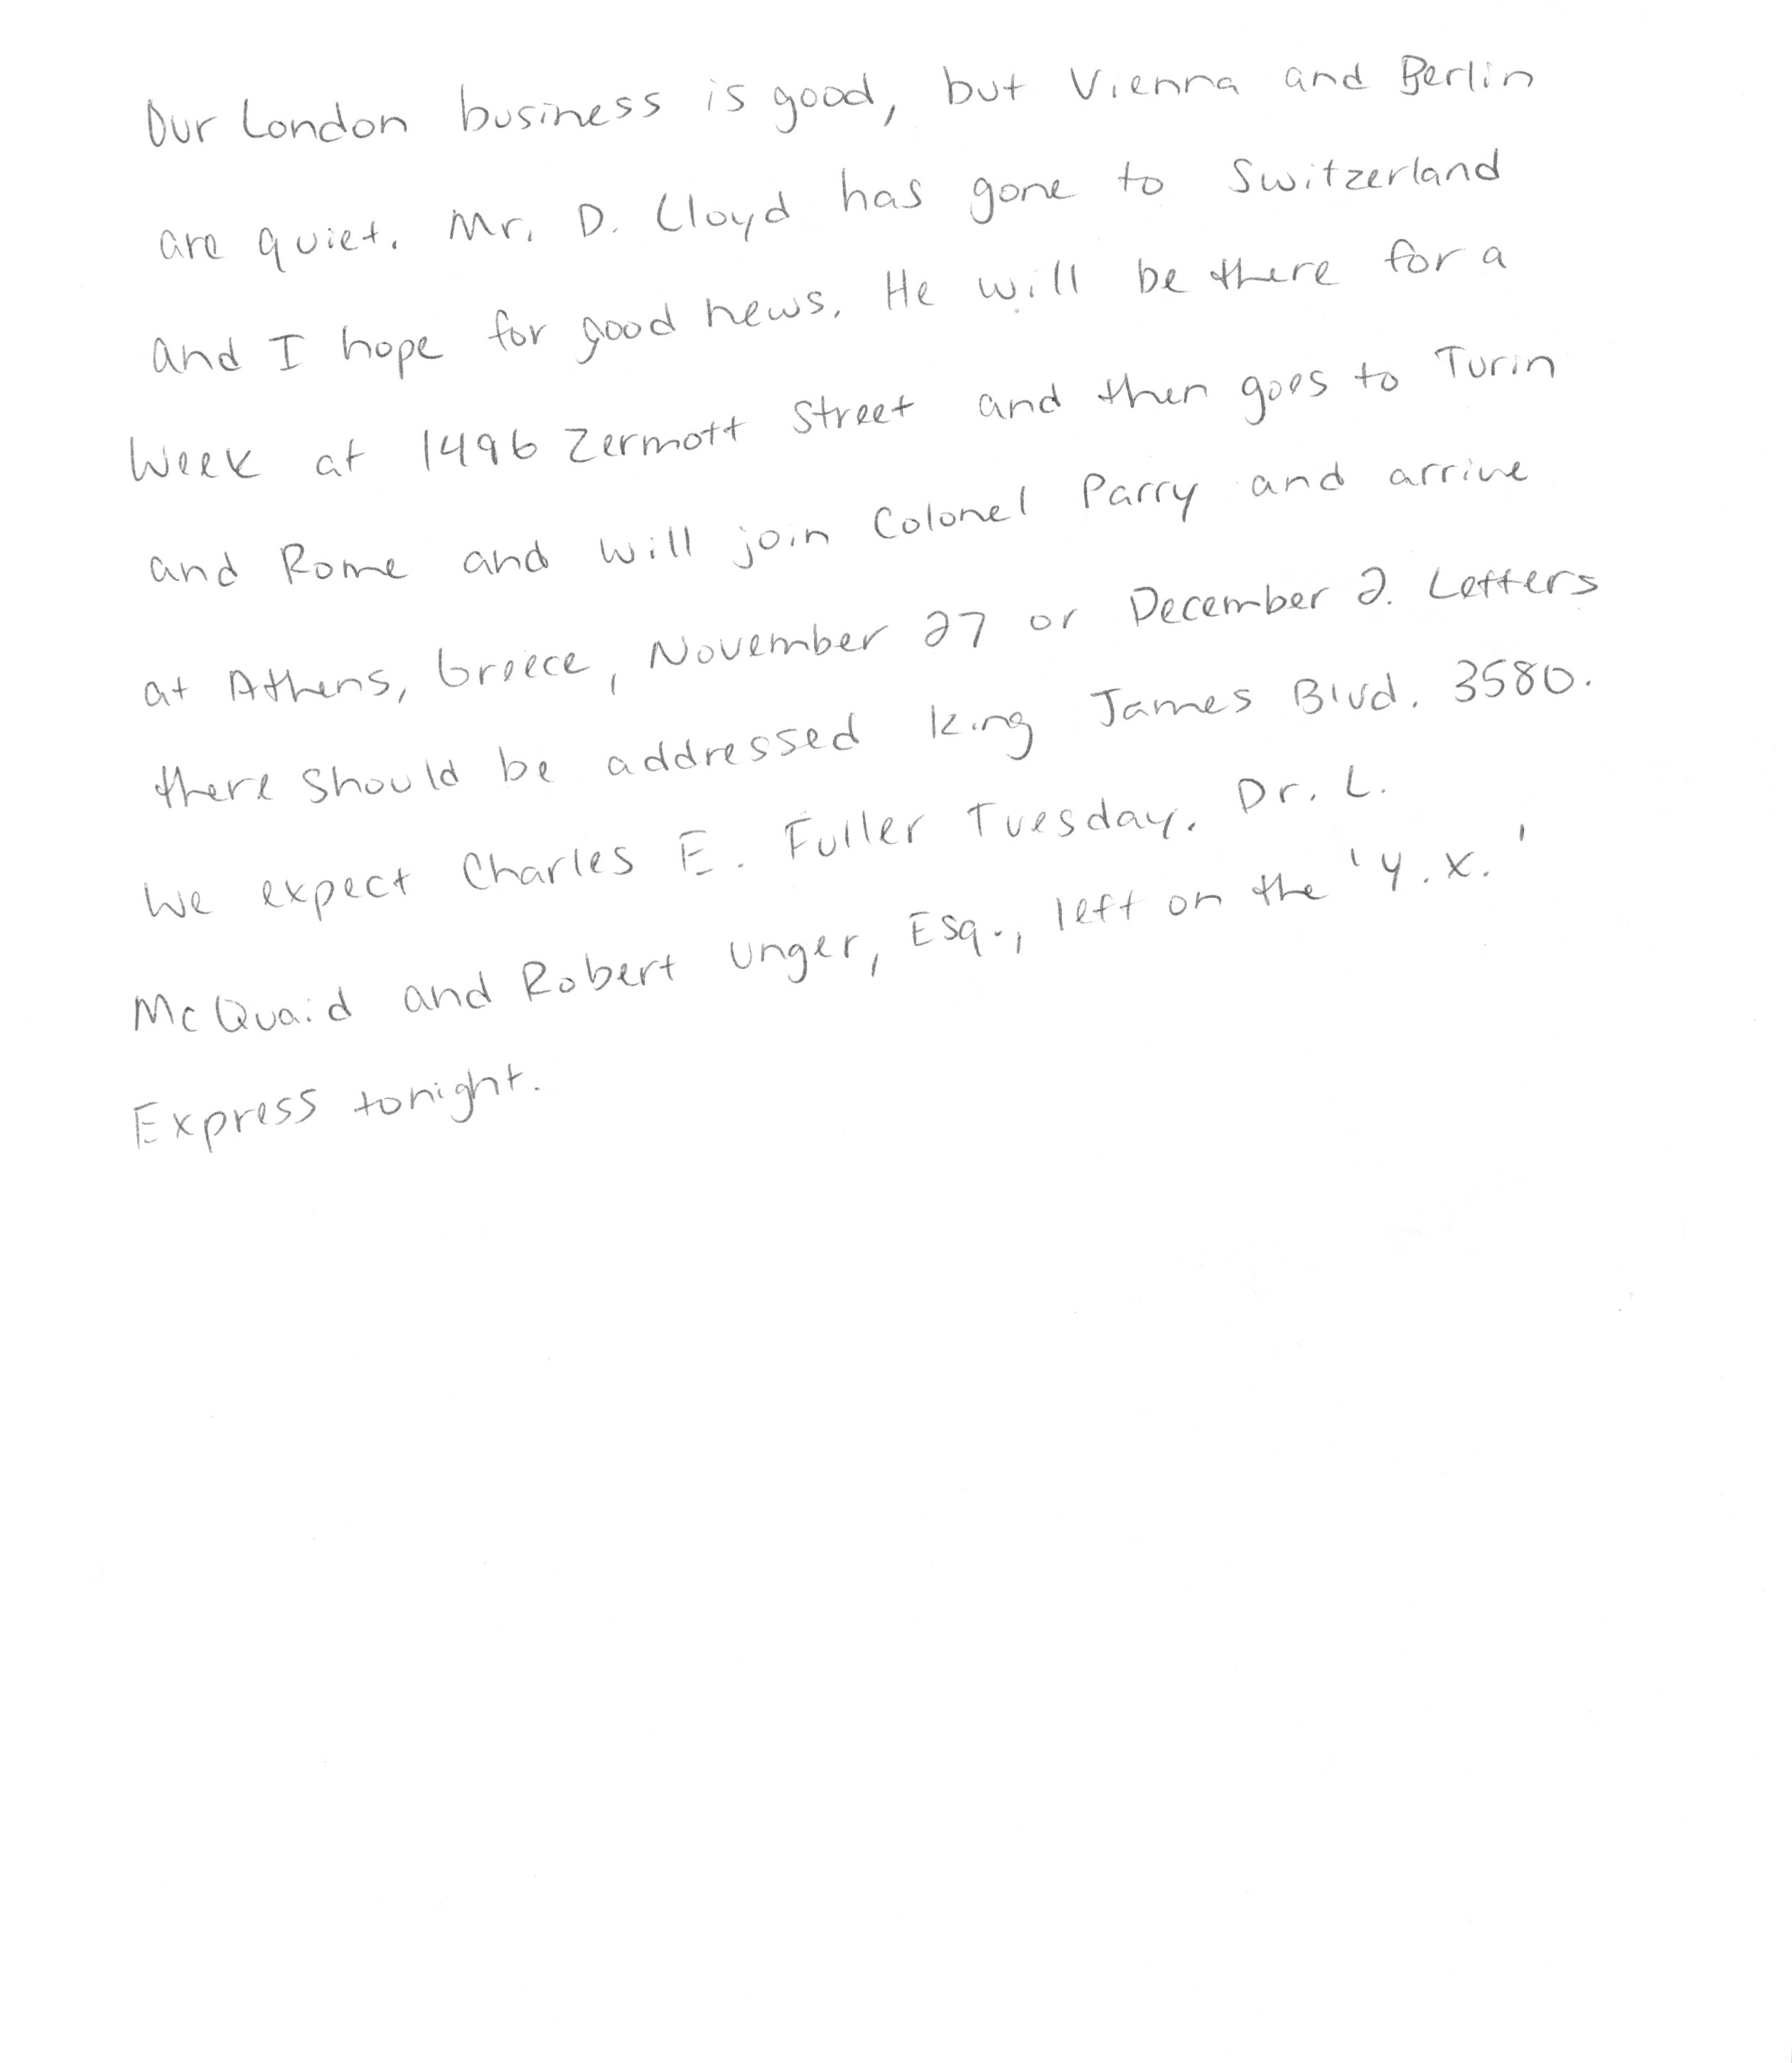 Our London business is good, but Vienna and Berlin
are quiet. Mr. D. Lloyd has gone to Switzerland
and I hope for good news. He will be there for a
week at 1496 Zermott Street and then goes to Turin
and Rome and will join Colonel Parry and arrive
at Athens, Greece, November 27 or December 2. Letters
there should be addressed King James Blvd. 3580.
We expect Charles E. Fuller Tuesday. Dr. L.
McQuaid and Robert Unger, Esq., left on the 'Y.X.'
Express tonight.